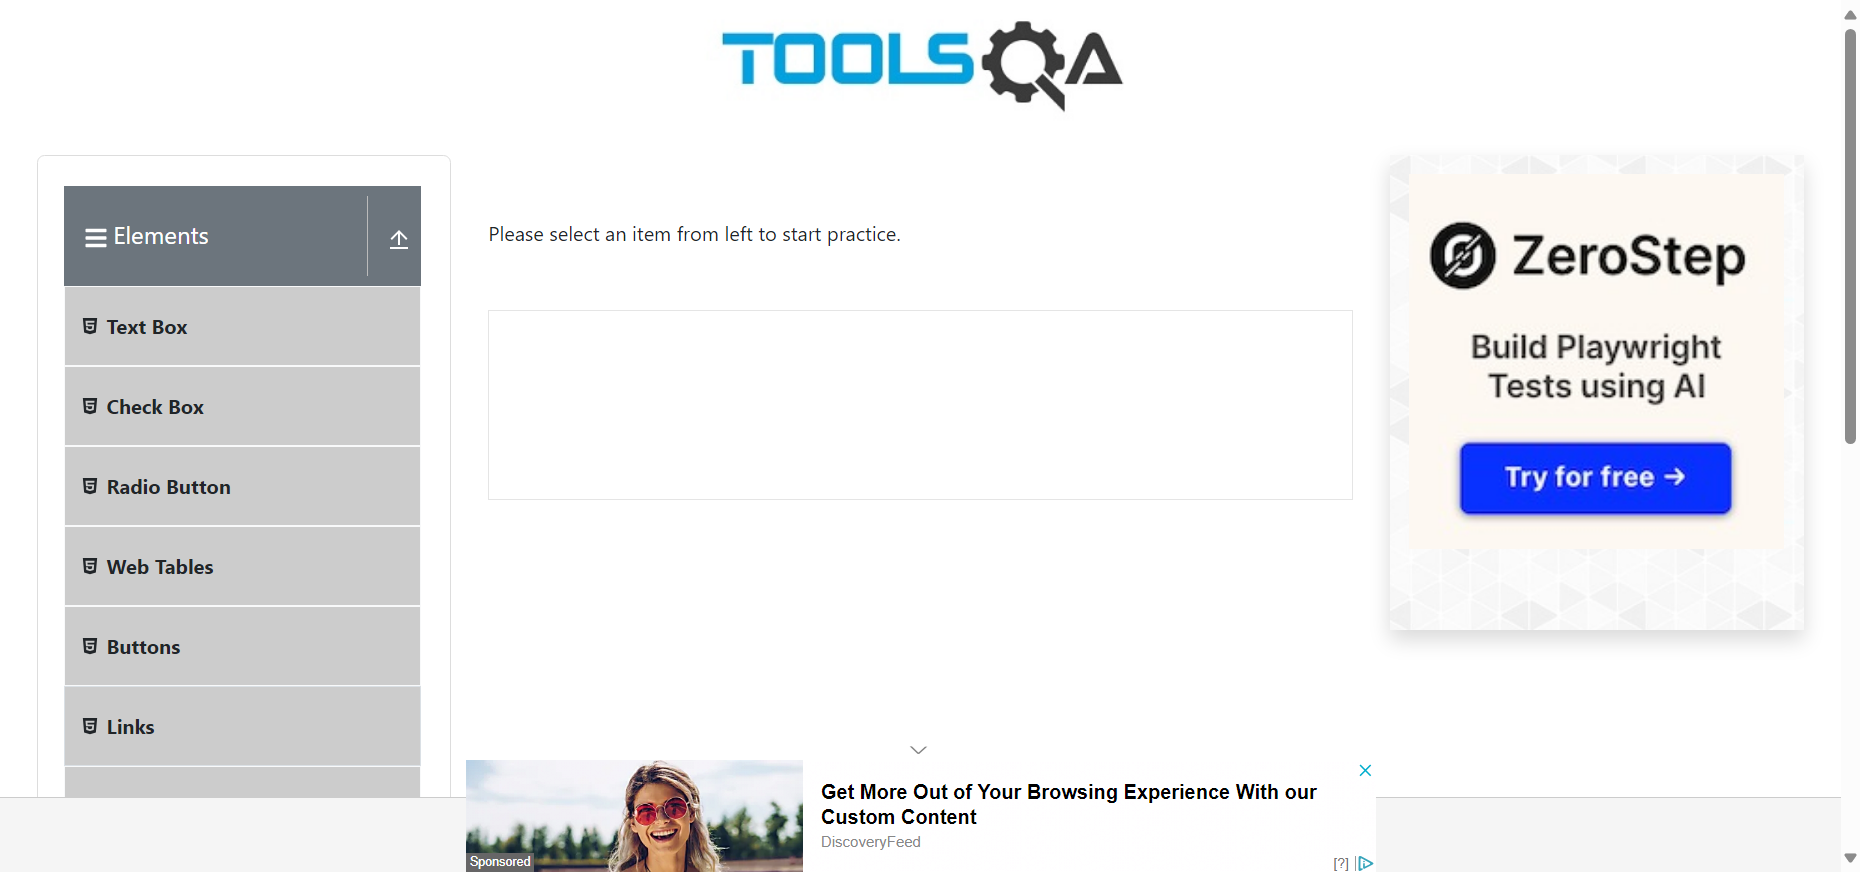 TOOLSQA
Elements
Please select an item from left to start practice.
Text Box
Check Box
Radio Button
Web Tables
Buttons
Links
ZeroStep
Build Playwright
Tests using AI
Try for free →
Get More Out of Your Browsing Experience With our
Custom Content
DiscoveryFeed
Sponsored
[?]